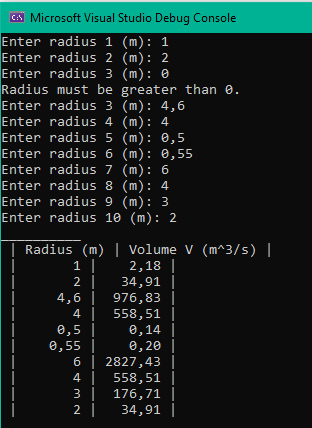 Microsoft Visual Studio Debug Console
Enter radius 1 (m): 1
Enter radius 2 (m): 2
Enter radius 3 (m): 0
Radius must be greater than 0.
Enter radius 3 (m): 4,6
Enter radius 4 (m): 4
Enter radius 5 (m): 0,5
Enter radius 6 (m): 0,55
Enter radius 7 (m): 6
Enter radius 8 (m): 4
Enter radius 9 (m): 3
Enter radius 10 (m): 2
__________
| Radius (m) | Volume V (m^3/s) |
| 1 | 2,18 |
| 2 | 34,91 |
| 4,6 | 976,83 |
| 4 | 558,51 |
| 0,5 | 0,14 |
| 0,55 | 0,20 |
| 6 | 2827,43 |
| 4 | 558,51 |
| 3 | 176,71 |
| 2 | 34,91 |